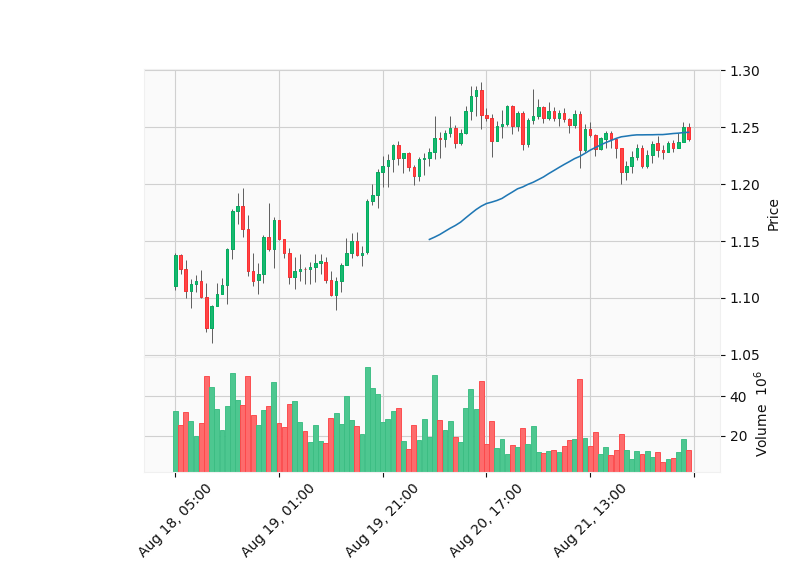 1.30
1.25
1.20
1.15
1.10
1.05
Price
40
20
Volume 10^6
Aug 18, 05:00
Aug 19, 01:00
Aug 19, 21:00
Aug 20, 17:00
Aug 21, 13:00